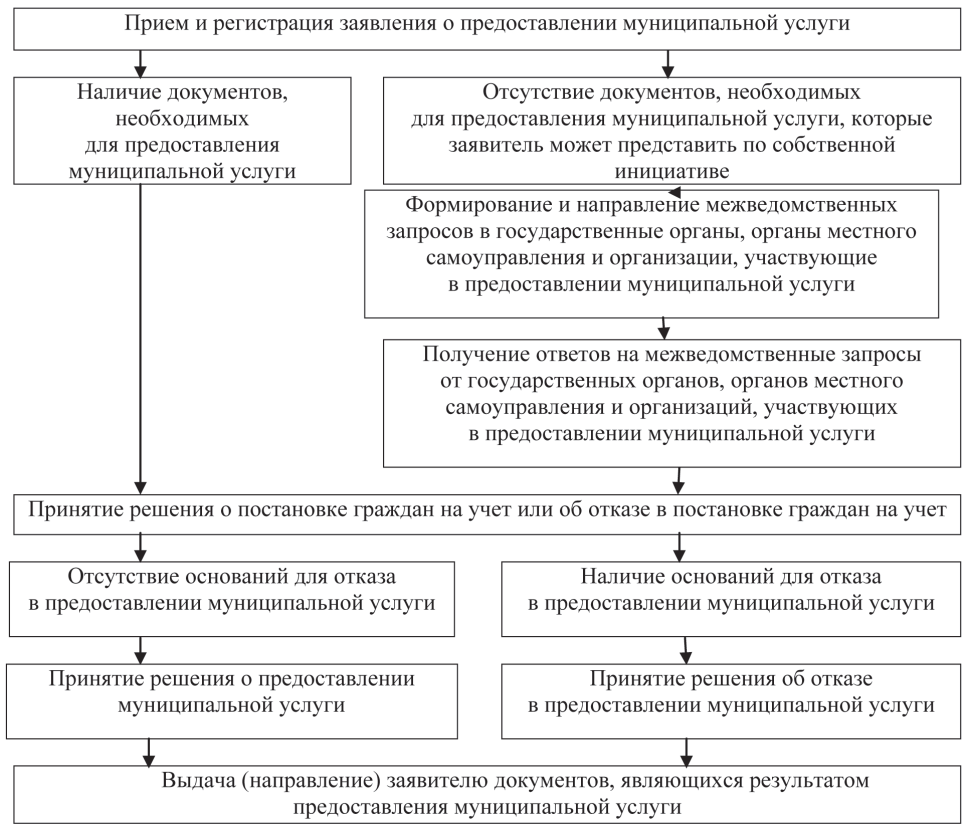 Прием и регистрация заявления о предоставлении муниципальной услуги
Наличие документов,
необходимых
для предоставления
муниципальной услуги
Отсутствие документов, необходимых
для предоставления муниципальной услуги, которые
заявитель может представить по собственной
инициативе
Формирование и направление межведомственных
запросов в государственные органы, органы местного
самоуправления и организации, участвующие
в предоставлении муниципальной услуги
Получение ответов на межведомственные запросы
от государственных органов, органов местного
самоуправления и организаций, участвующих
в предоставлении муниципальной услуги
Принятие решения о постановке граждан на учет или об отказе в постановке граждан на учет
Отсутствие оснований для отказа
в предоставлении муниципальной услуги
Наличие оснований для отказа
в предоставлении муниципальной услуги
Принятие решения о предоставлении
муниципальной услуги
Принятие решения об отказе
в предоставлении муниципальной услуги
Выдача (направление) заявителю документов, являющихся результатом
предоставления муниципальной услуги